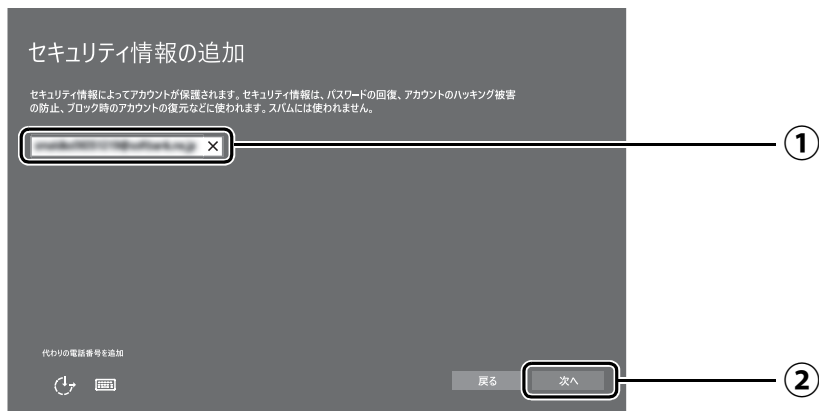 セキュリティ情報の追加
セキュリティ情報によってアカウントが保護されます。セキュリティ情報は、パスワードの回復、アカウントのハッキング被害
の防止、ブロック時のアカウントの復元などに使われます。スパムには使われません。
①
代わりの電話番号を追加
戻る 次へ ②